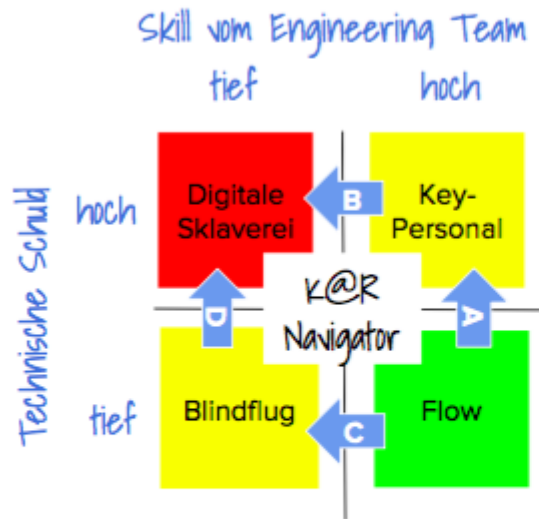 Skill vom Engineering Team
tief hoch
Technische Schuld
hoch
Digitale
Sklaverei
B
Key-
Personal
K@R
Navigator
D
A
tief
Blindflug
C
Flow